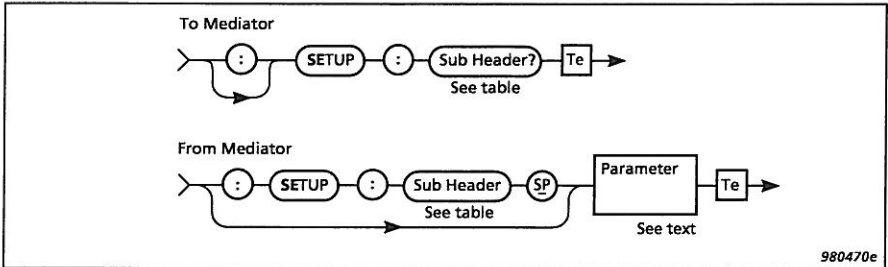 To Mediator
: SETUP : Sub Header? Te
See table
From Mediator
: SETUP : Sub Header SP Parameter Te
See table
See text
980470e